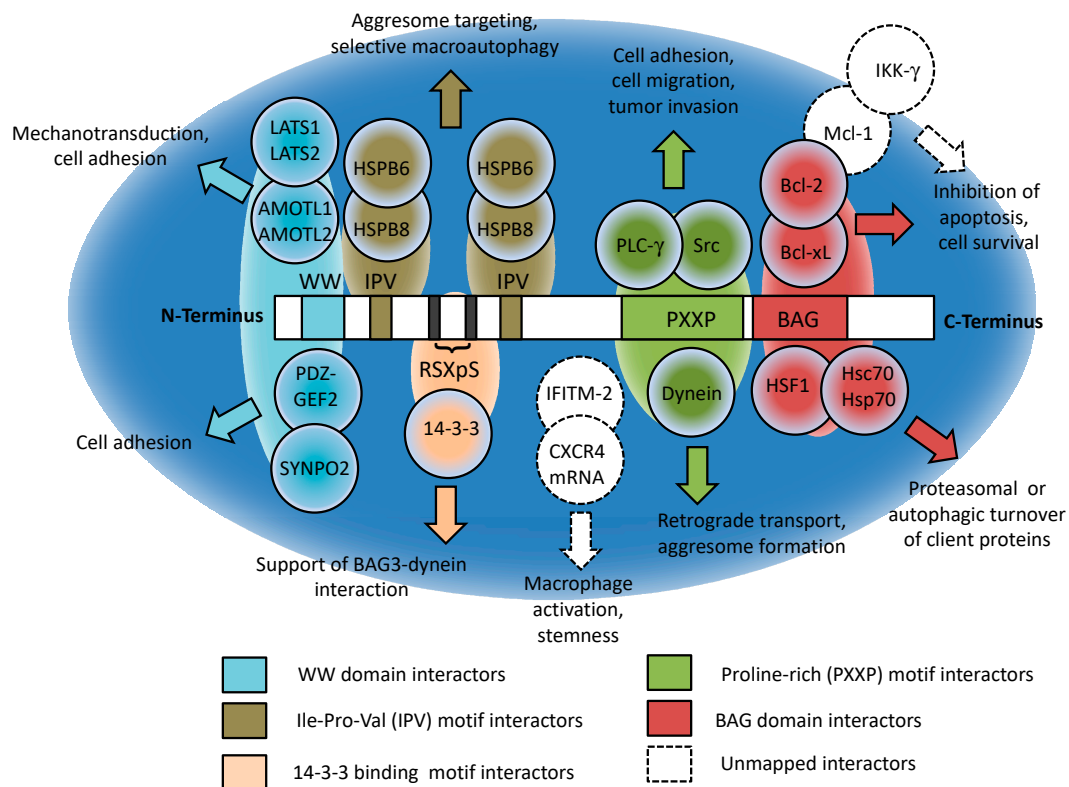 Aggresome targeting,
selective macroautophagy
Cell adhesion,
cell migration,
tumor invasion
IKK-γ
Mcl-1
Mechanotransduction,
cell adhesion
LATS1
LATS2
AMOTL1
AMOTL2
HSPB6
HSPB8
HSPB6
HSPB8
PLC-γ
Src
Bcl-2
Bcl-xL
Inhibition of
apoptosis,
cell survival
WW
IPV
IPV
N-Terminus
PXXP
BAG
C-Terminus
RSXpS
PDZ-
GEF2
SYNPO2
Cell adhesion
14-3-3
IFITM-2
CXCR4
mRNA
Dynein
HSF1
Hsc70
Hsp70
Support of BAG3-dynein
interaction
Macrophage
activation,
stemness
Retrograde transport,
aggresome formation
Proteasomal or
autophagic turnover
of client proteins
WW domain interactors
Ile-Pro-Val (IPV) motif interactors
14-3-3 binding motif interactors
Proline-rich (PXXP) motif interactors
BAG domain interactors
Unmapped interactors